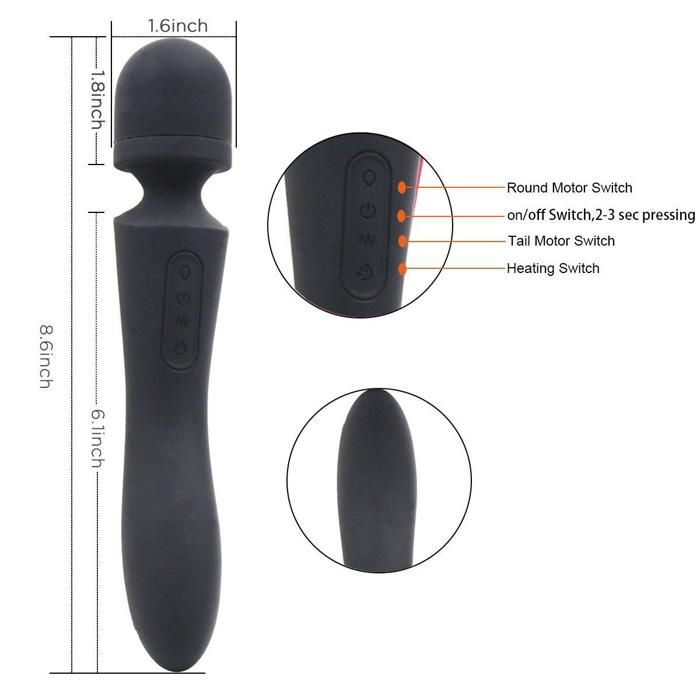 1.6inch
1.8inch
8.6inch
6.1inch
Round Motor Switch
on/off Switch,2-3 sec pressing
Tail Motor Switch
Heating Switch